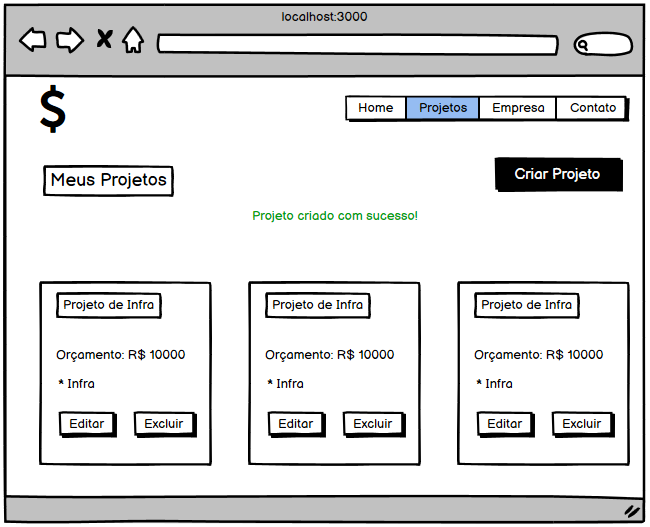 localhost:3000
$
Home Projetos Empresa Contato
Meus Projetos
Criar Projeto
Projeto criado com sucesso!
Projeto de Infra
Orçamento: R$ 10000
* Infra
Editar Excluir
Projeto de Infra
Orçamento: R$ 10000
* Infra
Editar Excluir
Projeto de Infra
Orçamento: R$ 10000
* Infra
Editar Excluir